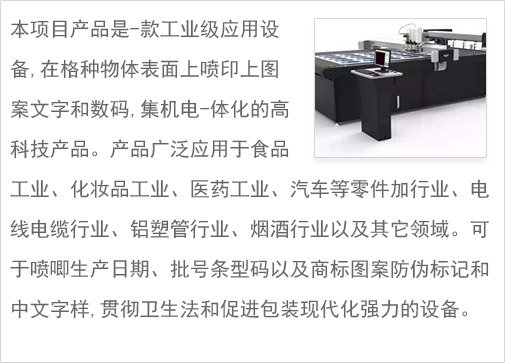 本项目产品是-款工业级应用设
备,在格种物体表面上喷印上图
案文字和数码,集机电-体化的高
科技产品。产品广泛应用于食品
工业、化妆品工业、医药工业、汽车等零件加行业、电
线电缆行业、铝塑管行业、烟酒行业以及其它领域。可
于喷唧生产日期、批号条型码以及商标图案防伪标记和
中文字样,贯彻卫生法和促进包装现代化强力的设备。